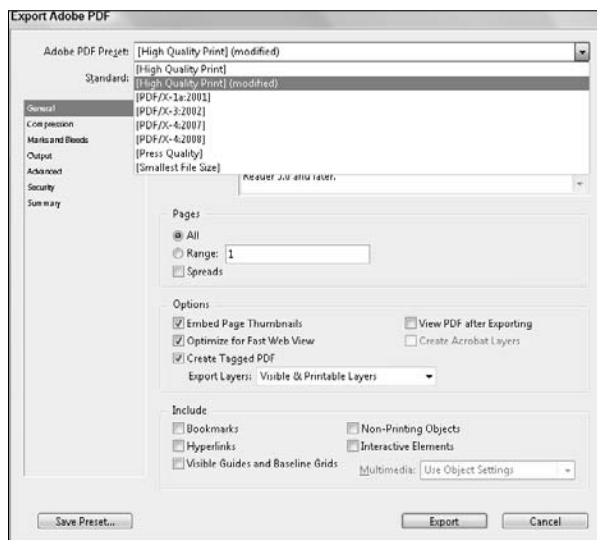 Export Adobe PDF
Adobe PDF Preset: [High Quality Print] (modified)
Standard:
[High Quality Print]
[High Quality Print] (modified)
[PDF/X-1a:2001]
[PDF/X-3:2002]
[PDF/X-4:2007]
[PDF/X-4:2008]
[Press Quality]
[Smallest File Size]
General
Compression
Marks and Bleeds
Output
Advanced
Security
Summary
Reader 5.0 and later.
Pages
All
Range: 1
Spreads
Options
Embed Page Thumbnails
View PDF after Exporting
Optimize for Fast Web View
Create Acrobat Layers
Create Tagged PDF
Export Layers: Visible & Printable Layers
Include
Bookmarks
Non-Printing Objects
Hyperlinks
Interactive Elements
Visible Guides and Baseline Grids
Multimedia: Use Object Settings
Save Preset...
Export
Cancel